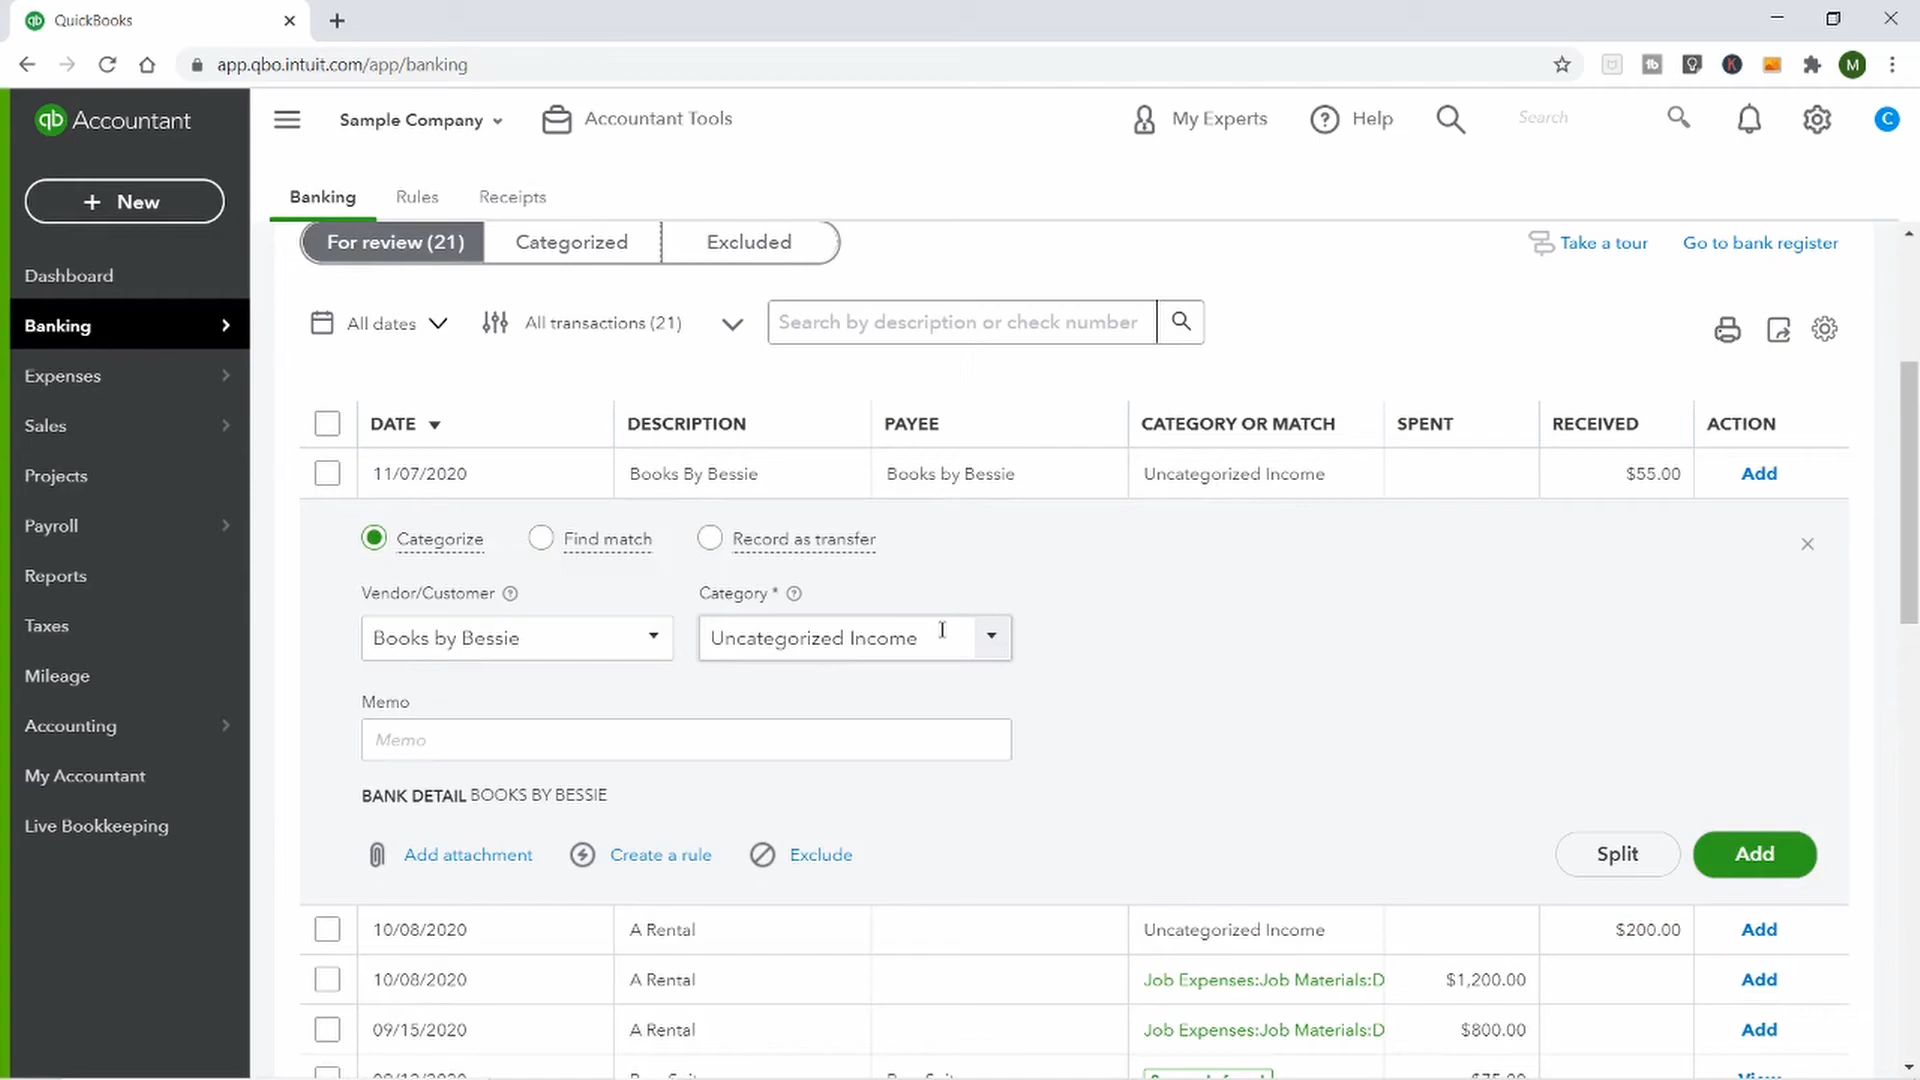 qb QuickBooks
app.qbo.intuit.com/app/banking
tb K M
qb Accountant
Sample Company
Accountant Tools
My Experts
? Help
Search
C
+ New
Banking Rules Receipts
For review (21) Categorized Excluded
Take a tour Go to bank register
Dashboard
Banking
Expenses
Sales
Projects
Payroll
Reports
Taxes
Mileage
Accounting
My Accountant
Live Bookkeeping
All dates All transactions (21) Search by description or check number
DATE DESCRIPTION PAYEE CATEGORY OR MATCH SPENT RECEIVED ACTION
11/07/2020 Books By Bessie Books by Bessie Uncategorized Income $55.00 Add
Categorize Find match Record as transfer
Vendor/Customer ? Category * ?
Books by Bessie Uncategorized Income
Memo
Memo
BANK DETAIL BOOKS BY BESSIE
Add attachment Create a rule Exclude Split Add
10/08/2020 A Rental Uncategorized Income $200.00 Add
10/08/2020 A Rental Job Expenses:Job Materials:D $1,200.00 Add
09/15/2020 A Rental Job Expenses:Job Materials:D $800.00 Add